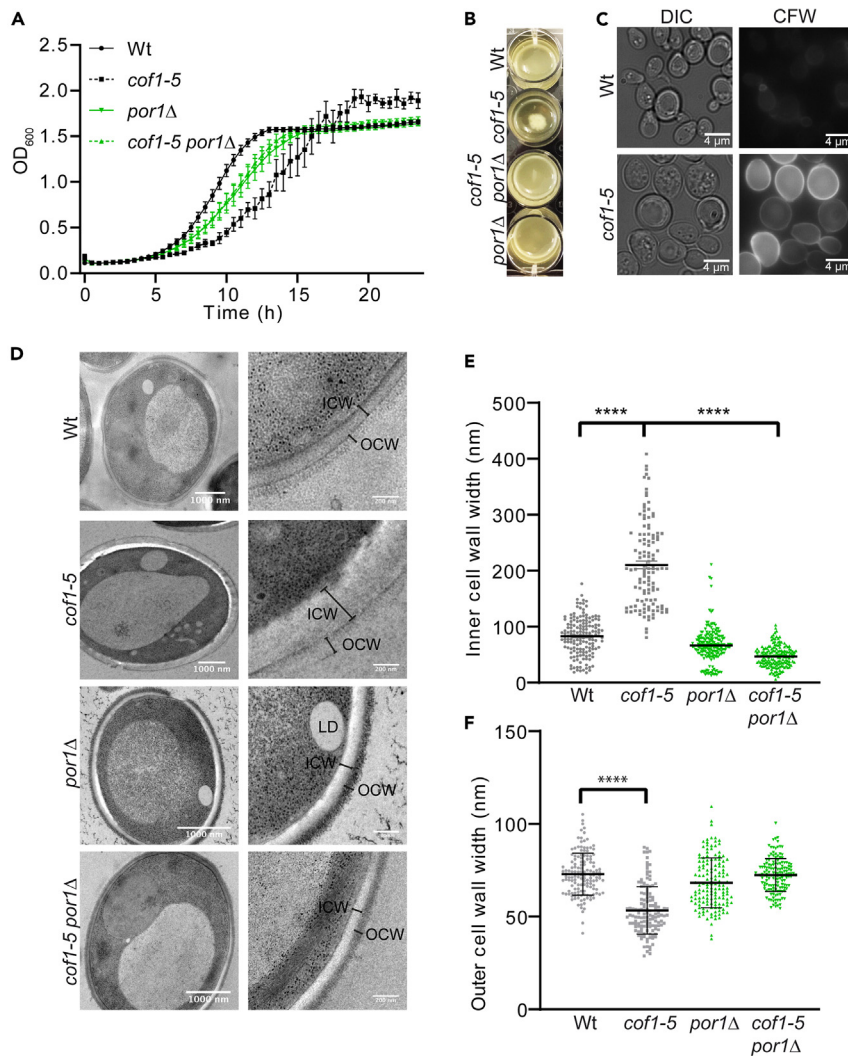 A
Wt
cof1-5
por1Δ
cof1-5 por1Δ
OD600
2.5
2.0
1.5
1.0
0.5
0.0
0 5 10 15 20
Time (h)
B
Wt
cof1-5
cof1-5 por1Δ
por1Δ
C
DIC CFW
Wt
4 µm 4 µm
cof1-5
4 µm 4 µm
D
Wt
1000 nm
ICW
OCW
200 nm
cof1-5
1000 nm
ICW
OCW
200 nm
por1Δ
1000 nm
LD
ICW
OCW
cof1-5 por1Δ
1000 nm
ICW
OCW
200 nm
E
Inner cell wall width (nm)
500
400
300
200
100
0
**** ****
Wt cof1-5 por1Δ cof1-5
por1Δ
F
Outer cell wall width (nm)
150
100
50
0
****
Wt cof1-5 por1Δ cof1-5
por1Δ